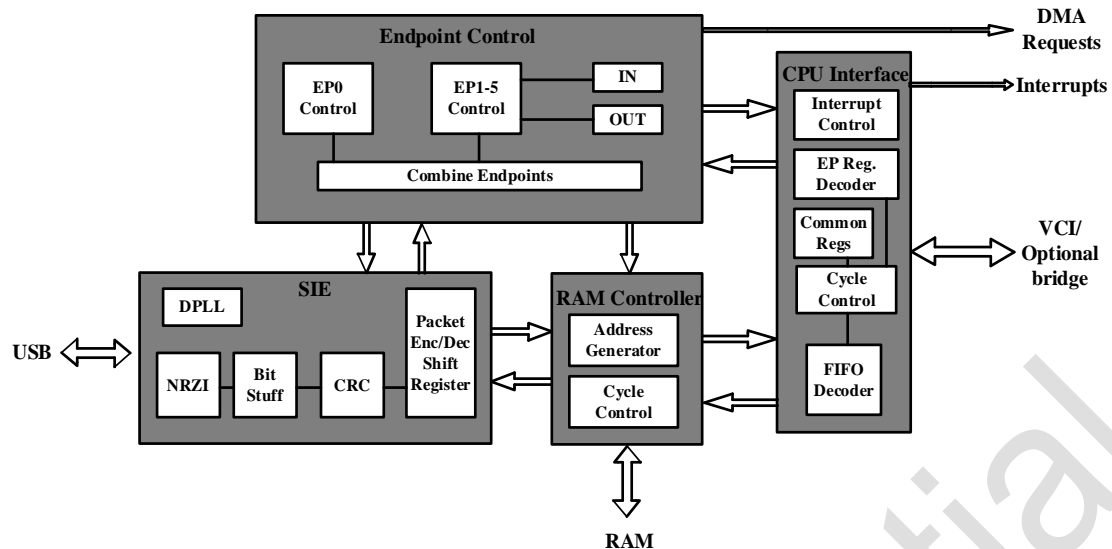 Endpoint Control
EP0
Control
EP1-5
Control
IN
OUT
Combine Endpoints
DMA
Requests
CPU Interface
Interrupts
Interrupt
Control
EP Reg.
Decoder
Common
Regs
Cycle
Control
FIFO
Decoder
VCI/
Optional
bridge
SIE
DPLL
Packet
Enc/Dec
Shift
Register
NRZI
Bit
Stuff
CRC
USB
RAM Controller
Address
Generator
Cycle
Control
RAM
tial